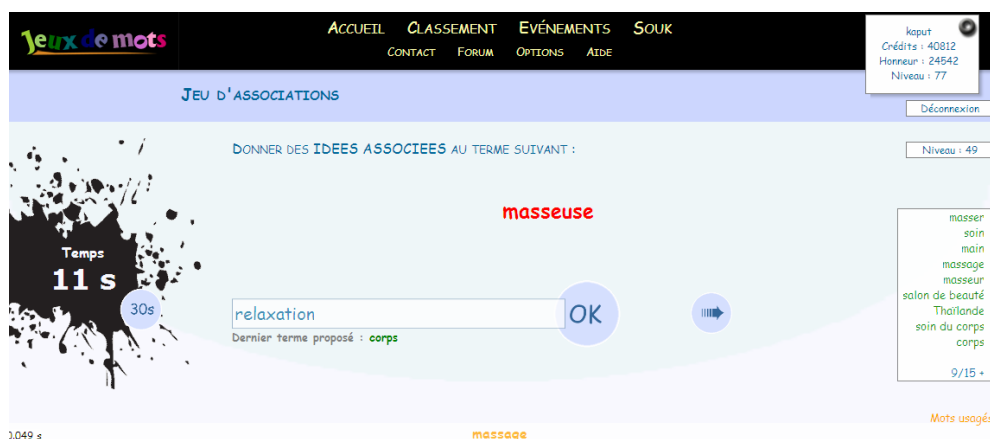 Jeux de mots
Accueil Classement Evénements Souk
Contact Forum Options Aide
kaput
Crédits : 40812
Honneur : 24542
Niveau : 77
Jeu d'associations
Déconnexion
Donner des IDEES ASSOCIEES au terme suivant :
Niveau : 49
masseuse
Temps
11 s
30s
relaxation
OK
Dernier terme proposé : corps
masser
soin
main
massage
masseur
salon de beauté
Thaïlande
soin du corps
corps
9/15 +
Mots usagés
0.049 s
massage